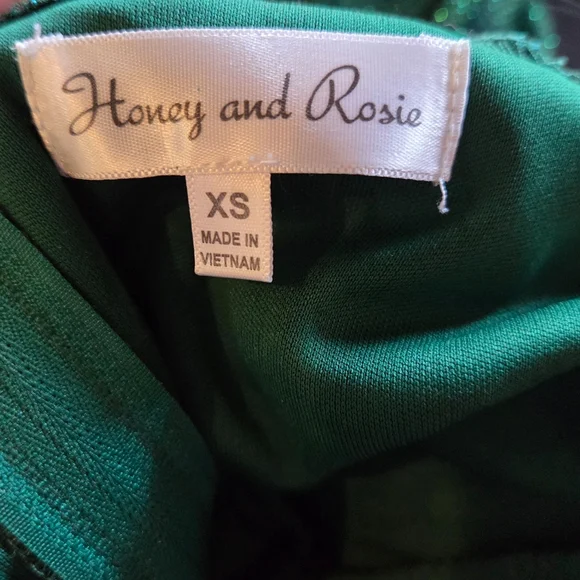 Honey and Rosie
XS
MADE IN
VIETNAM